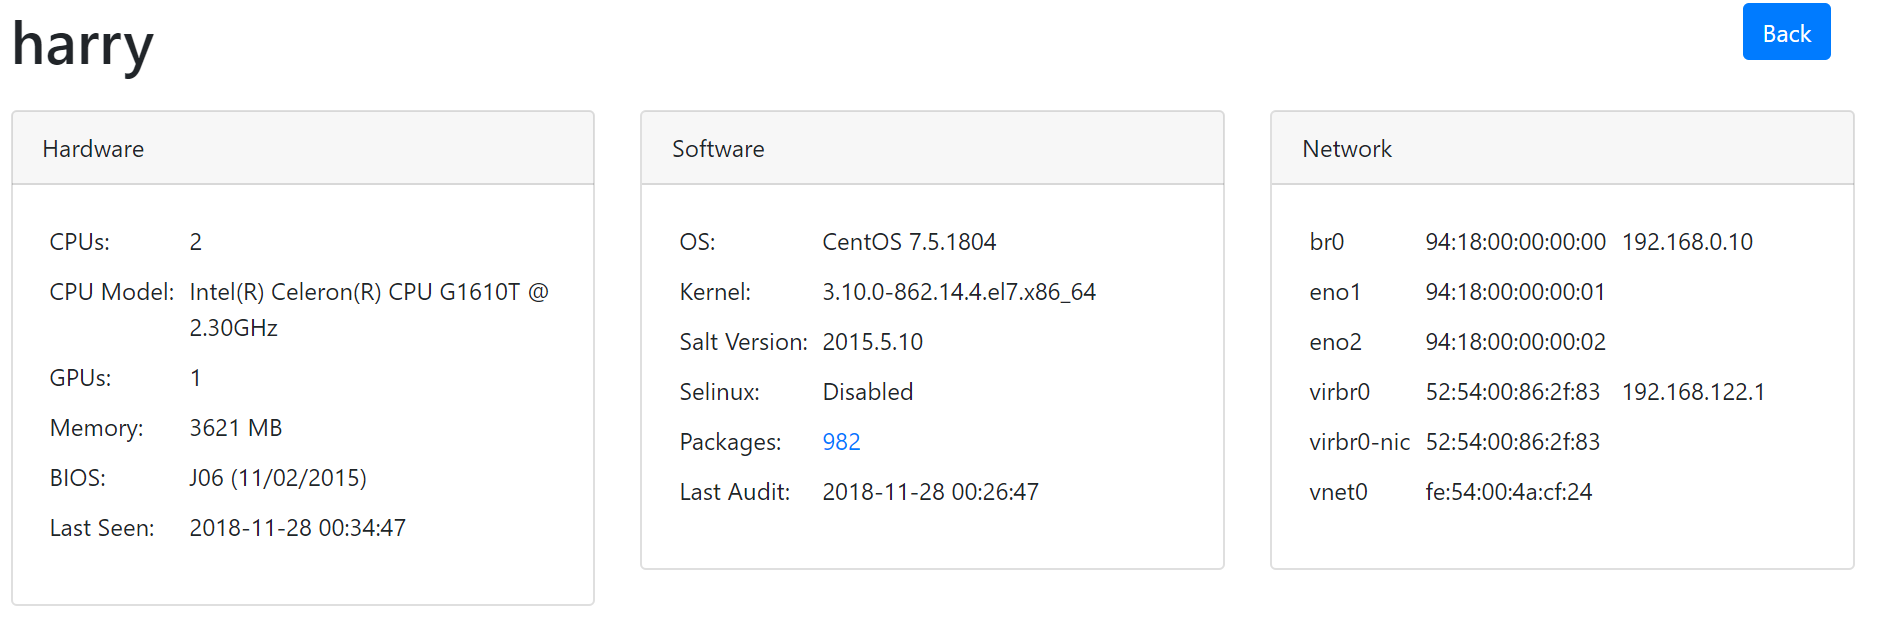 harry
Back
Hardware
CPUs: 2
CPU Model: Intel(R) Celeron(R) CPU G1610T @
2.30GHz
GPUs: 1
Memory: 3621 MB
BIOS: J06 (11/02/2015)
Last Seen: 2018-11-28 00:34:47
Software
OS: CentOS 7.5.1804
Kernel: 3.10.0-862.14.4.el7.x86_64
Salt Version: 2015.5.10
Selinux: Disabled
Packages: 982
Last Audit: 2018-11-28 00:26:47
Network
br0 94:18:00:00:00:00 192.168.0.10
eno1 94:18:00:00:00:01
eno2 94:18:00:00:00:02
virbr0 52:54:00:86:2f:83 192.168.122.1
virbr0-nic 52:54:00:86:2f:83
vnet0 fe:54:00:4a:cf:24